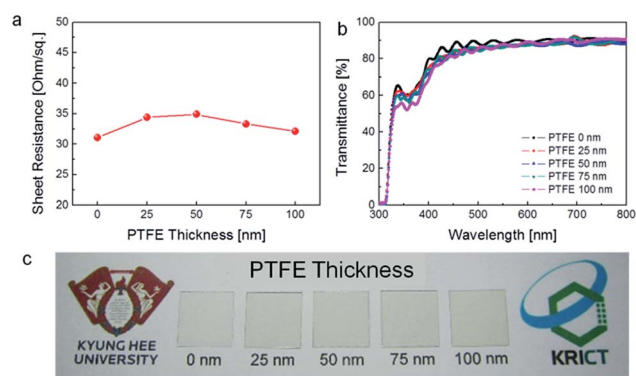 a
Sheet Resistance [Ohm/sq.]
50
45
40
35
30
25
20
0 25 50 75 100
PTFE Thickness [nm]
b
Transmittance [%]
100
80
60
40
20
0
PTFE 0 nm
PTFE 25 nm
PTFE 50 nm
PTFE 75 nm
PTFE 100 nm
300 400 500 600 700 800
Wavelength [nm]
c
PTFE Thickness
KYUNG HEE
UNIVERSITY
0 nm 25 nm 50 nm 75 nm 100 nm
KRICT